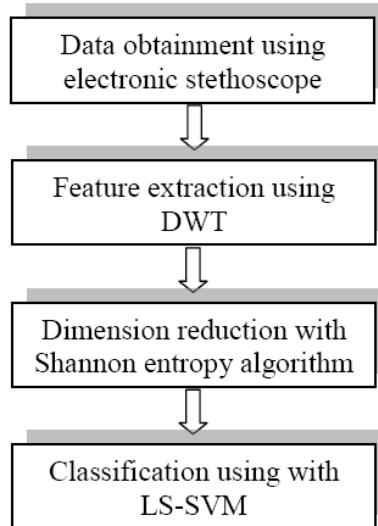 Data obtainment using
electronic stethoscope
Feature extraction using
DWT
Dimension reduction with
Shannon entropy algorithm
Classification using with
LS-SVM